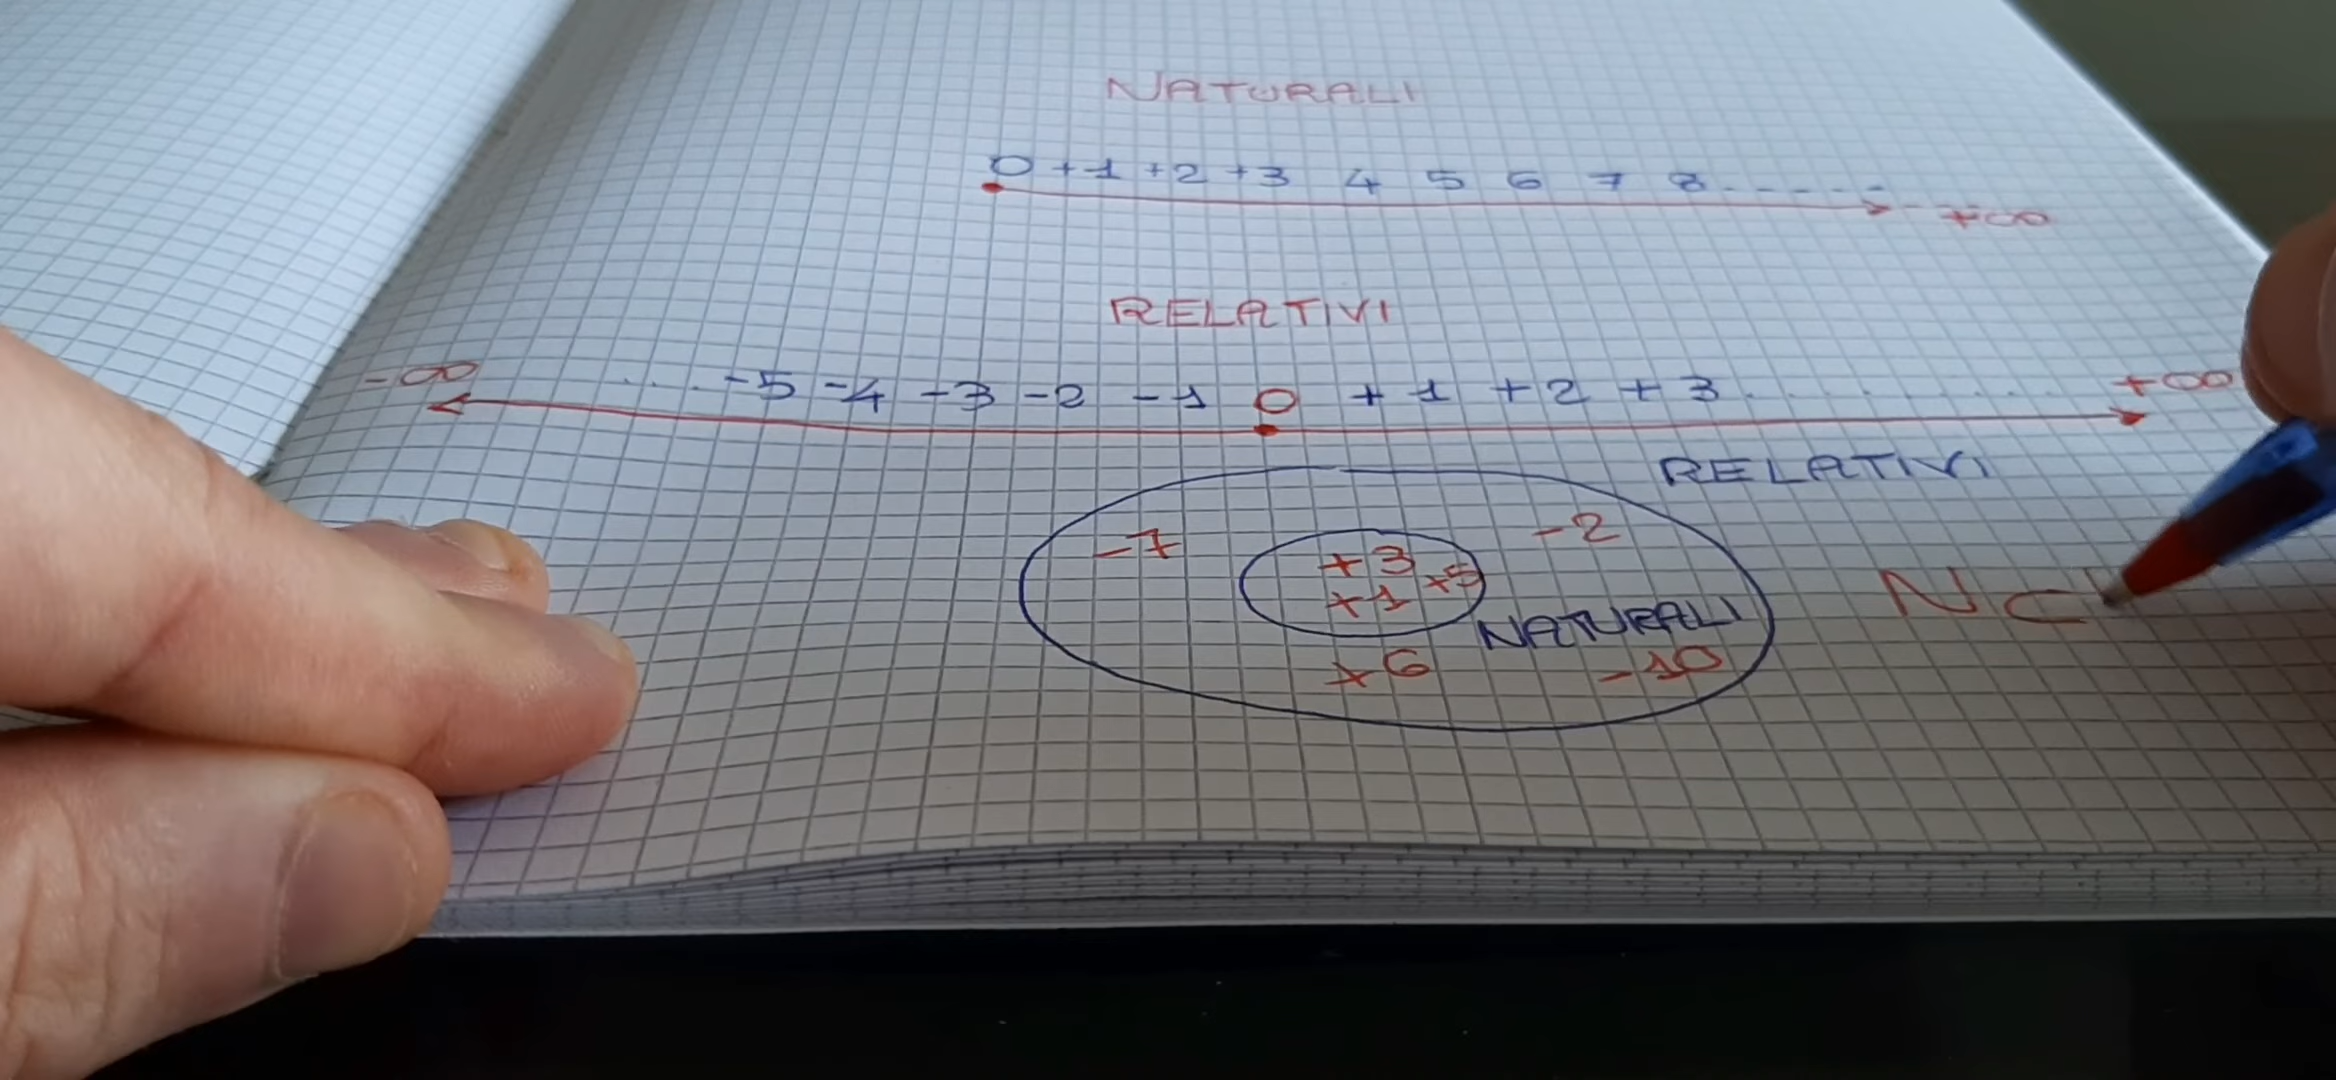 NATURALI
0 +1 +2 +3 4 5 6 7 8 ......
+∞
RELATIVI
-∞ .... -5 -4 -3 -2 -1 0 +1 +2 +3 .......... +∞
RELATIVI
-7 +3 +5 -2
+1
NATURALI
N C
+6 -10